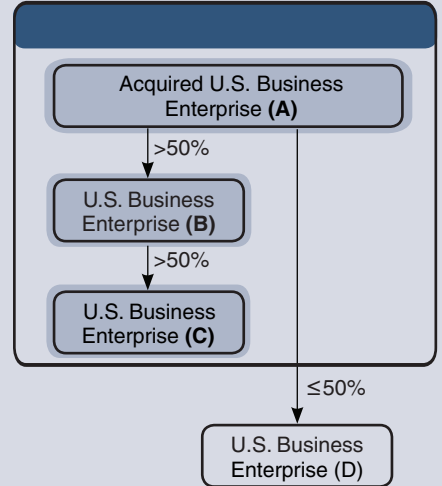 Acquired U.S. Business
Enterprise (A)
>50%
U.S. Business
Enterprise (B)
>50%
U.S. Business
Enterprise (C)
≤50%
U.S. Business
Enterprise (D)